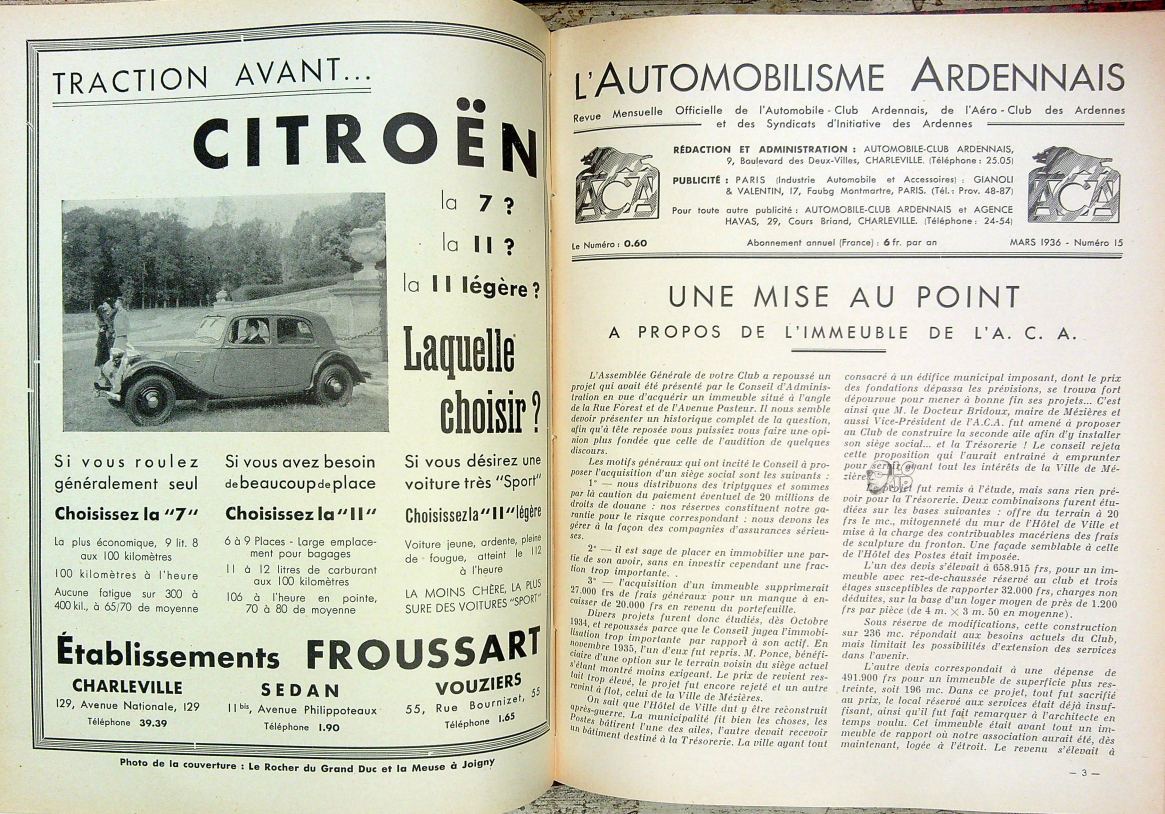 TRACTION AVANT...
CITROËN
la 7 ?
la 11 ?
la 11 légère ?
Laquelle
choisir ?
Si vous roulez
généralement seul
Choisissez la "7"
La plus économique, 9 lit. 8
aux 100 kilomètres
100 kilomètres à l'heure
Aucune fatigue sur 300 à
400 kil., à 65/70 de moyenne
Si vous avez besoin
de beaucoup de place
Choisissez la "11"
6 à 9 Places - Large emplace-
ment pour bagages
11 à 12 litres de carburant
aux 100 kilomètres
106 à l'heure en pointe,
70 à 80 de moyenne
Si vous désirez une
voiture très "Sport"
Choisissez la "11" légère
Voiture jeune, ardente, pleine
de fougue, atteint le 112
à l'heure
LA MOINS CHÈRE, LA PLUS
SURE DES VOITURES "SPORT"
Établissements FROUSSART
CHARLEVILLE
129, Avenue Nationale, 129
Téléphone 39.39
SEDAN
11 bis, Avenue Philippoteaux
Téléphone 1.90
VOUZIERS
55, Rue Bournizet, 55
Téléphone 1.65
Photo de la couverture : Le Rocher du Grand Duc et la Meuse à Joigny
L'AUTOMOBILISME ARDENNAIS
Revue Mensuelle Officielle de l'Automobile-Club Ardennais, de l'Aéro-Club des Ardennes
et des Syndicats d'Initiative des Ardennes
ACA
RÉDACTION ET ADMINISTRATION : AUTOMOBILE-CLUB ARDENNAIS,
9, Boulevard des Deux-Villes, CHARLEVILLE. (Téléphone : 25.05)
PUBLICITÉ : PARIS (Industrie Automobile et Accessoires) : GIANOLI
& VALENTIN, 17, Faubg Montmartre, PARIS. (Tél. : Prov. 48-87)
Pour toute autre publicité : AUTOMOBILE-CLUB ARDENNAIS et AGENCE
HAVAS, 29, Cours Briand, CHARLEVILLE. (Téléphone : 24-54)
ACA
Le Numéro : 0.60
Abonnement annuel (France) : 6 fr. par an
MARS 1936 - Numéro 15
UNE MISE AU POINT
A PROPOS DE L'IMMEUBLE DE L'A. C. A.
L'Assemblée Générale de votre Club a repoussé un
projet qui avait été présenté par le Conseil d'Adminis-
tration en vue d'acquérir un immeuble situé à l'angle
de la Rue Forest et de l'Avenue Pasteur. Il nous semble
devoir présenter un historique complet de la question,
afin qu'à tête reposée vous puissiez vous faire une opi-
nion plus fondée que celle de l'audition de quelques
discours.
Les motifs généraux qui ont incité le Conseil à pro-
poser l'acquisition d'un siège social sont les suivants :
1° — nous distribuons des triptyques et sommes
par là caution du paiement éventuel de 20 millions de
droits de douane : nos réserves constituent notre ga-
rantie pour le risque correspondant : nous devons les
gérer à la façon des compagnies d'assurances sérieu-
ses.
2° — il est sage de placer en immobilier une par-
tie de son avoir, sans en investir cependant une frac-
tion trop importante. .
3° — l'acquisition d'un immeuble supprimerait
27.000 frs de frais généraux pour un manque à en-
caisser de 20.000 frs en revenu du portefeuille.
Divers projets furent donc étudiés, dès Octobre
1934, et repoussés parce que le Conseil jugea l'immobi-
lisation trop importante par rapport à son actif. En
novembre 1935, l'un d'eux fut repris. M. Ponce, bénéfi-
ciaire d'une option sur le terrain voisin du siège actuel
s'étant montré moins exigeant. Le prix de revient res-
tait trop élevé, le projet fut encore rejeté et un autre
revint à flot, celui de la Ville de Mézières.
On sait que l'Hôtel de Ville dut y être reconstruit
après-guerre. La municipalité fit bien les choses, les
Postes bâtirent l'une des ailes, l'autre devait recevoir
un bâtiment destiné à la Trésorerie. La ville ayant tout
consacré à un édifice municipal imposant, dont le prix
des fondations dépassa les prévisions, se trouva fort
dépourvue pour mener à bonne fin ses projets... C'est
ainsi que M. le Docteur Bridoux, maire de Mézières et
aussi Vice-Président de l'A.C.A. fut amené à proposer
au Club de construire la seconde aile afin d'y installer
son siège social... et la Trésorerie ! Le conseil rejeta
cette proposition qui l'aurait entraîné à emprunter
pour servir avant tout les intérêts de la Ville de Mé-
zières.
projet fut remis à l'étude, mais sans rien pré-
voir pour la Trésorerie. Deux combinaisons furent étu-
diées sur les bases suivantes : offre du terrain à 20
frs le mc., mitoyenneté du mur de l'Hôtel de Ville et
mise à la charge des contribuables macériens des frais
de sculpture du fronton. Une façade semblable à celle
de l'Hôtel des Postes était imposée.
L'un des devis s'élevait à 658.915 frs, pour un im-
meuble avec rez-de-chaussée réservé au club et trois
étages susceptibles de rapporter 32.000 frs, charges non
déduites, sur la base d'un loyer moyen de près de 1.200
frs par pièce (de 4 m. × 3 m. 50 en moyenne).
Sous réserve de modifications, cette construction
sur 236 mc. répondait aux besoins actuels du Club,
mais limitait les possibilités d'extension des services
dans l'avenir.
L'autre devis correspondait à une dépense de
491.900 frs pour un immeuble de superficie plus res-
treinte, soit 196 mc. Dans ce projet, tout fut sacrifié
au prix, le local réservé aux services était déjà insuf-
fisant, ainsi qu'il fut fait remarquer à l'architecte en
temps voulu. Cet immeuble était avant tout un im-
meuble de rapport où notre association aurait été, dès
maintenant, logée à l'étroit. Le revenu s'élevait à
— 3 —